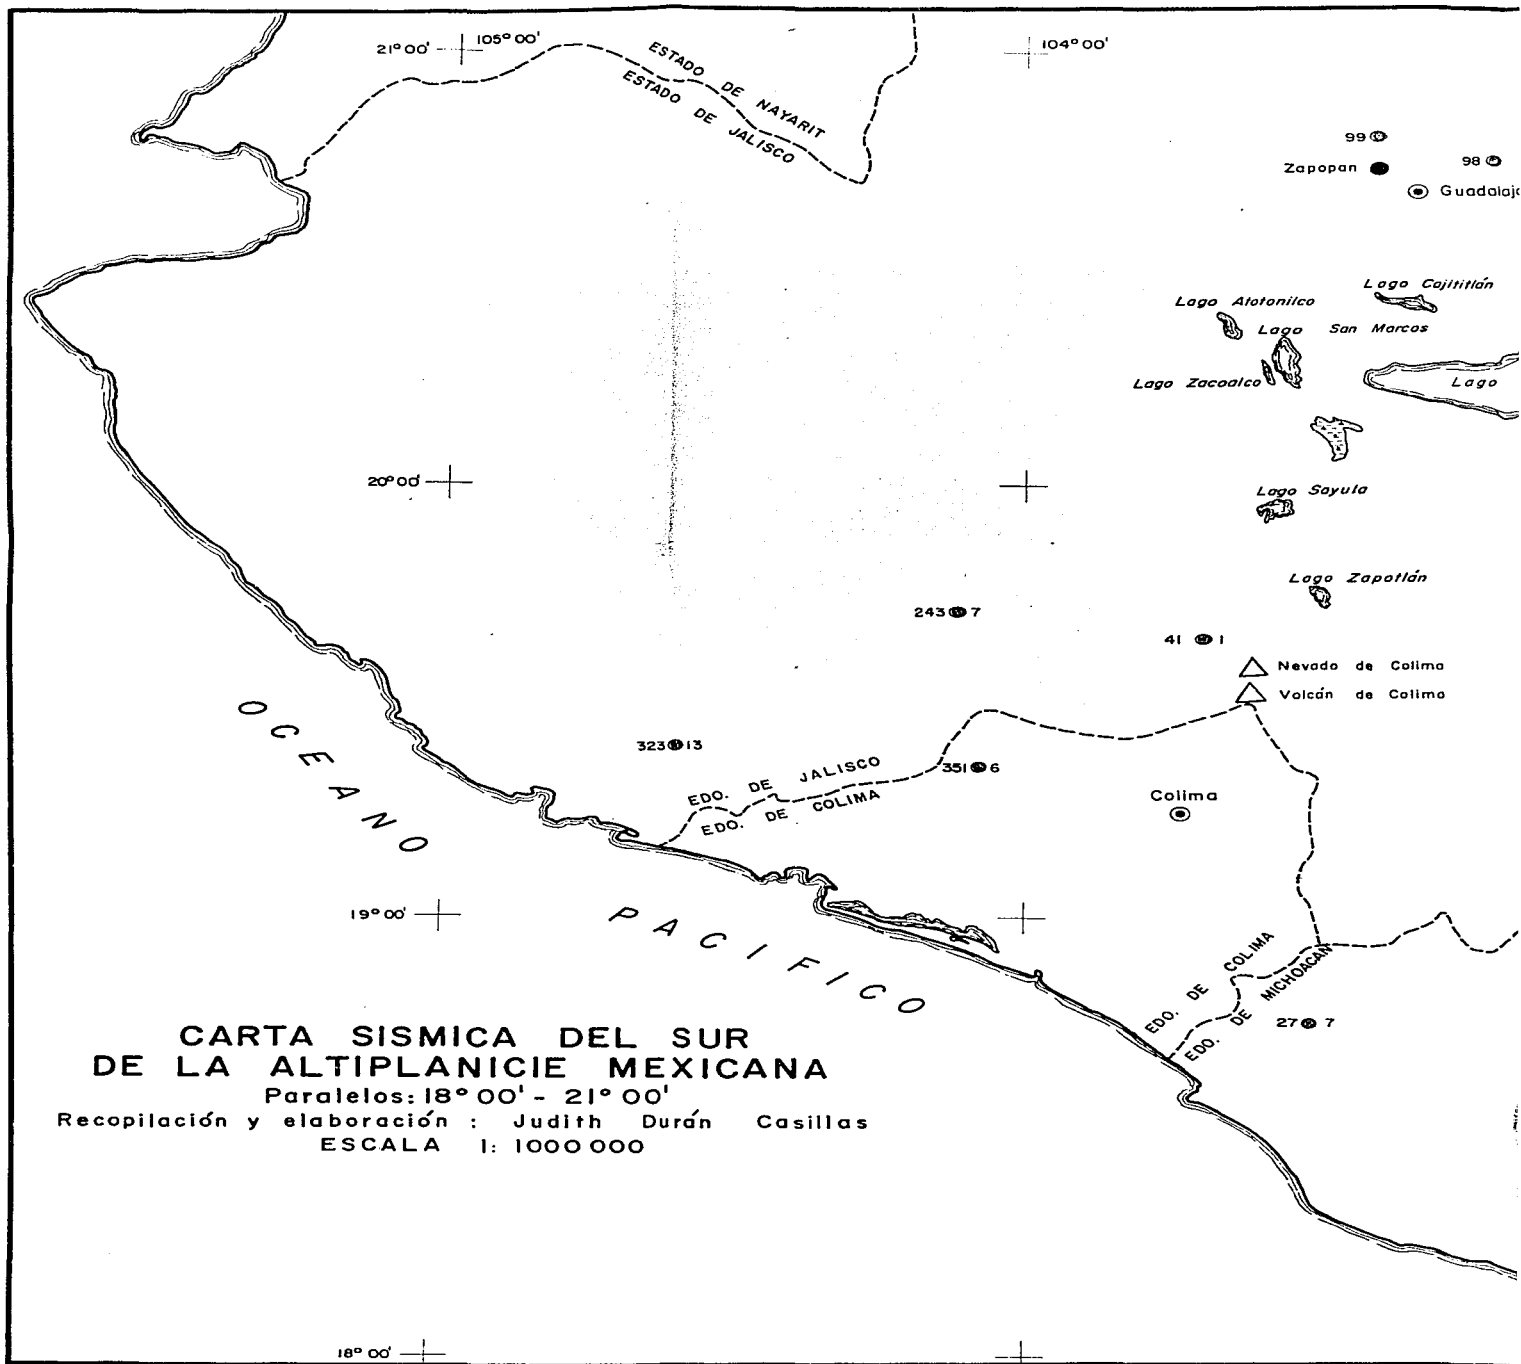 21° 00' 105° 00' 104° 00'
ESTADO DE NAYARIT
ESTADO DE JALISCO
99
98
Zapopan
Lago Cajititlán
Lago Atotonilco
Lago San Marcos
Lago Zacoalco
Lago
20° 00'
Lago Sayula
Lago Zapotlán
243 7
41 1
Nevado de Colima
Volcán de Colima
323 13
351 6
EDO. DE JALISCO
EDO. DE COLIMA
Colima
OCEANO
PACIFICO
19° 00'
EDO. DE COLIMA
EDO. DE MICHOACAN
27 7
CARTA SISMICA DEL SUR
DE LA ALTIPLANICIE MEXICANA
Paralelos: 18° 00' - 21° 00'
Recopilación y elaboración : Judith Durán Casillas
ESCALA 1: 1000 000
18° 00'